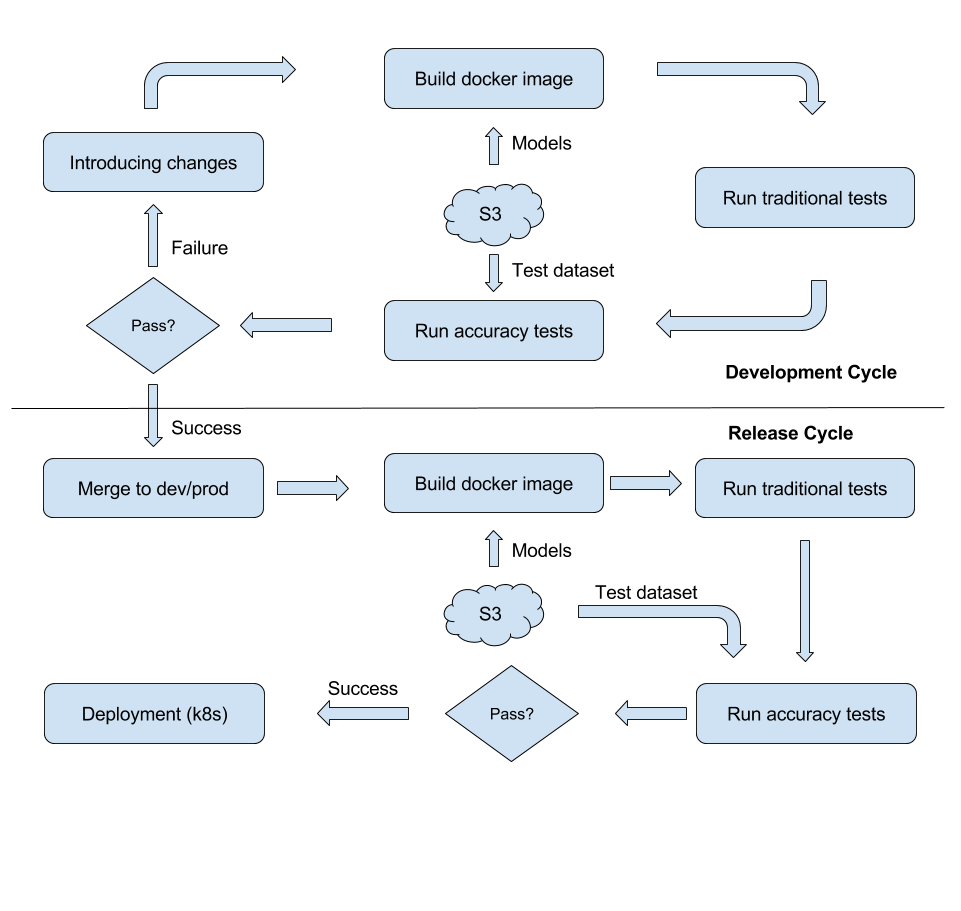 Build docker image
Models
Introducing changes
Run traditional tests
S3
Failure
Test dataset
Pass?
Run accuracy tests
Development Cycle
Success
Release Cycle
Merge to dev/prod
Build docker image
Run traditional tests
Models
Test dataset
S3
Success
Deployment (k8s)
Pass?
Run accuracy tests